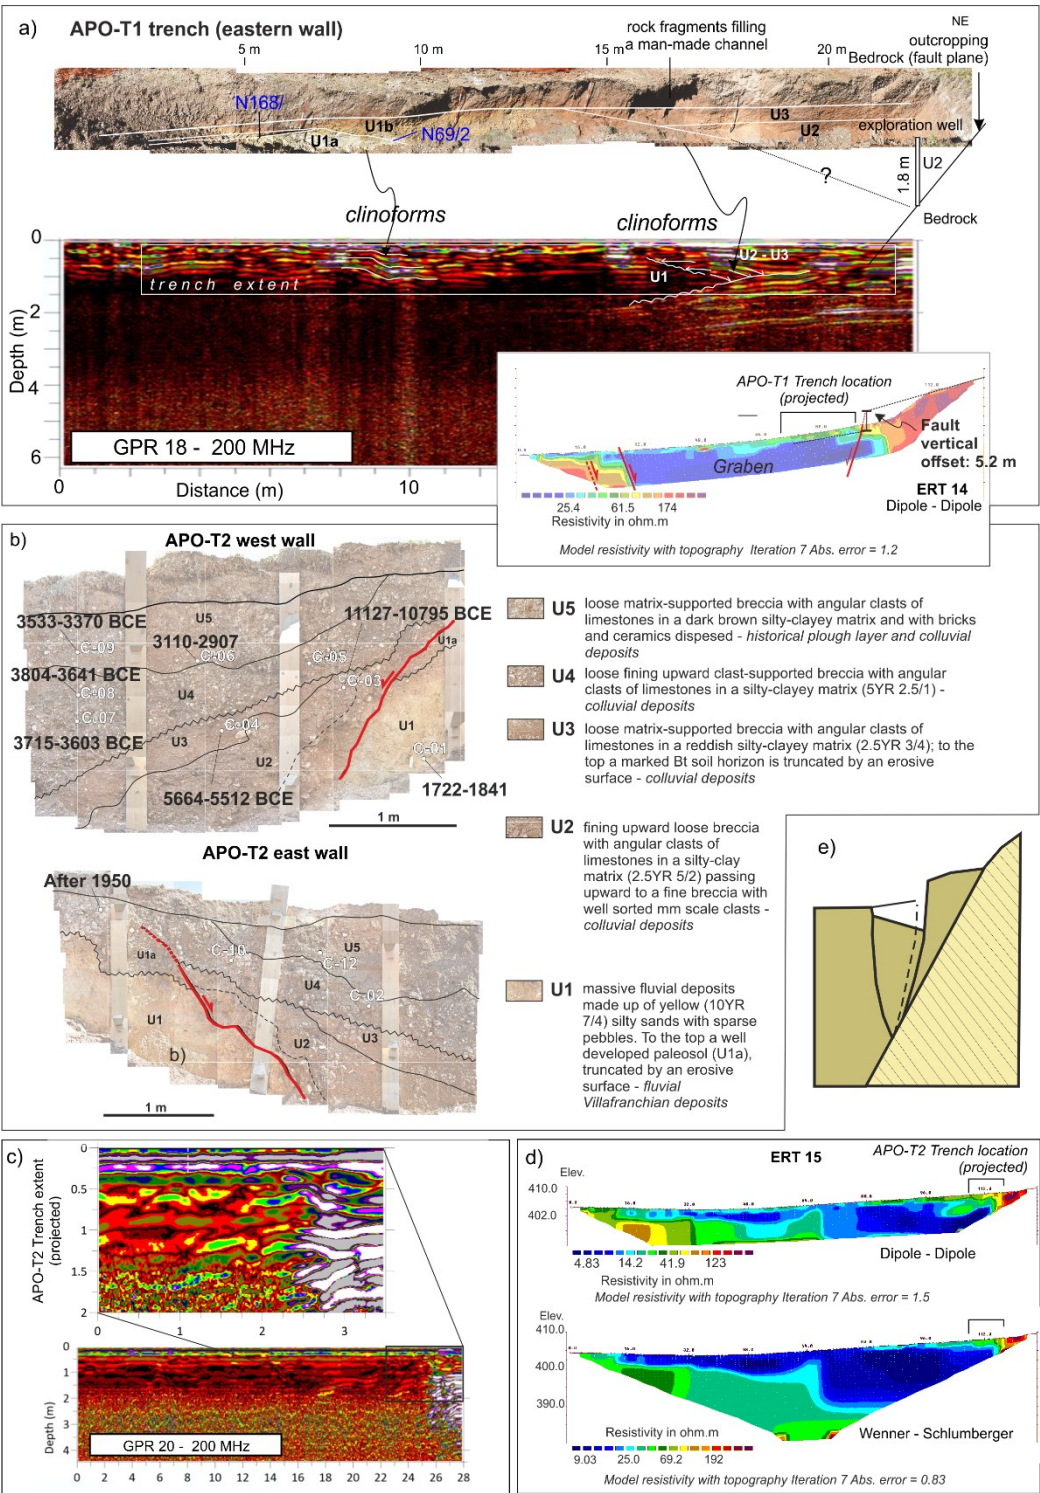 a)
APO-T1 trench (eastern wall)
rock fragments filling
a man-made channel
NE
outcropping
Bedrock (fault plane)
5 m
10 m
15 m
20 m
N168/
U1b
U1a
N69/2
U3
U2
exploration well
1.8 m
U2
?
Bedrock
clinoforms
clinoforms
U2 - U3
U1
trench extent
0
2
4
6
Depth (m)
GPR 18 - 200 MHz
0
Distance (m)
10
APO-T1 Trench location
(projected)
Graben
Fault
vertical
offset: 5.2 m
ERT 14
Dipole - Dipole
25.4 61.5 174
Resistivity in ohm.m
Model resistivity with topography Iteration 7 Abs. error = 1.2
b)
APO-T2 west wall
3533-3370 BCE
C-09
U5
3110-2907
C-06
11127-10795 BCE
U1a
C-05
3804-3641 BCE
C-08
U4
C-03
C-07
C-04
U1
3715-3603 BCE
U3
U2
C-01
5664-5512 BCE
1722-1841
1 m
APO-T2 east wall
After 1950
C-10
U5
C-12
U1a
U4
C-02
U1
U3
U2
b)
1 m
U5 loose matrix-supported breccia with angular clasts of
limestones in a dark brown silty-clayey matrix and with bricks
and ceramics dispesed - historical plough layer and colluvial
deposits
U4 loose fining upward clast-supported breccia with angular
clasts of limestones in a silty-clayey matrix (5YR 2.5/1) -
colluvial deposits
U3 loose matrix-supported breccia with angular clasts of
limestones in a reddish silty-clayey matrix (2.5YR 3/4); to the
top a marked Bt soil horizon is truncated by an erosive
surface - colluvial deposits
U2 fining upward loose breccia
with angular clasts of
limestones in a silty-clay
matrix (2.5YR 5/2) passing
upward to a fine breccia with
well sorted mm scale clasts -
colluvial deposits
U1 massive fluvial deposits
made up of yellow (10YR
7/4) silty sands with sparse
pebbles. To the top a well
developed paleosol (U1a),
truncated by an erosive
surface - fluvial
Villafranchian deposits
e)
c)
APO-T2 Trench extent
(projected)
0
0.5
1
1.5
2
0 1 2 3
0
1
2
3
4
Depth (m)
GPR 20 - 200 MHz
0 2 4 6 8 10 12 14 16 18 20 22 24 26 28
d)
ERT 15
APO-T2 Trench location
(projected)
Elev.
410.0
402.0
4.83 14.2 41.9 123
Dipole - Dipole
Resistivity in ohm.m
Model resistivity with topography Iteration 7 Abs. error = 1.5
Elev.
410.0
400.0
390.0
Resistivity in ohm.m
9.03 25.0 69.2 192
Wenner - Schlumberger
Model resistivity with topography Iteration 7 Abs. error = 0.83